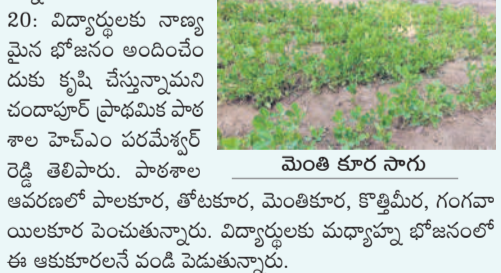 20: విద్యార్థులకు నాణ్య
మైన భోజనం అందించేం
దుకు కృషి చేస్తున్నామని
చందాపూర్ ప్రాథమిక పాఠ
శాల హెచ్ఎం పరమేశ్వర్
రెడ్డి తెలిపారు. పాఠశాల
ఆవరణలో పాలకూర, తోటకూర, మెంతికూర, కొత్తిమీర, గంగవా
యిలకూర పెంచుతున్నారు. విద్యార్థులకు మధ్యాహ్న భోజనంలో
ఈ ఆకుకూరలనే వండి పెడుతున్నారు.
మెంతి కూర సాగు